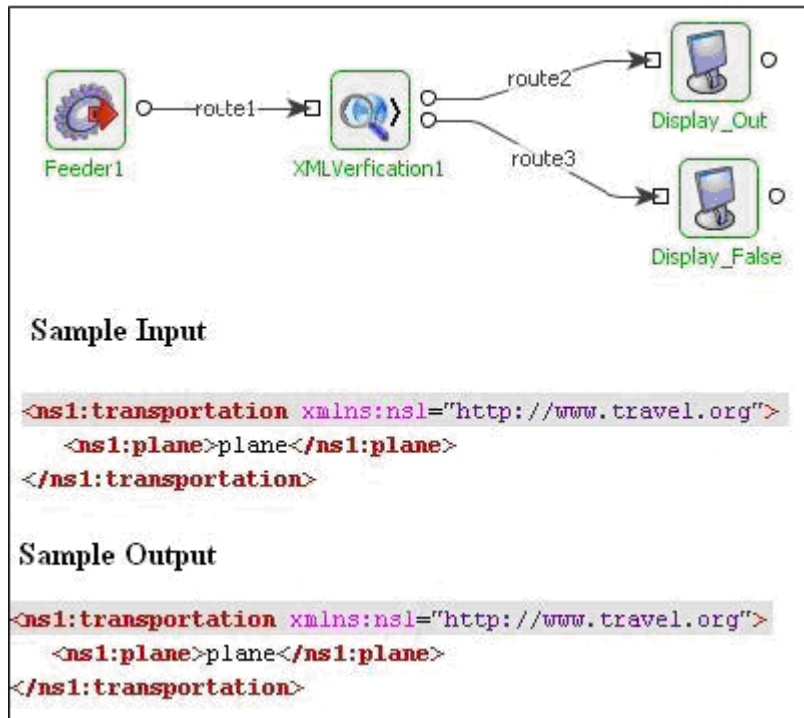 route1
route2
route3
Feeder1
XMLVerfication1
Display_Out
Display_False
Sample Input
<ns1:transportation xmlns:nsl="http://www.travel.org">
<ns1:plane>plane</ns1:plane>
</ns1:transportation>
Sample Output
<ns1:transportation xmlns:nsl="http://www.travel.org">
<ns1:plane>plane</ns1:plane>
</ns1:transportation>